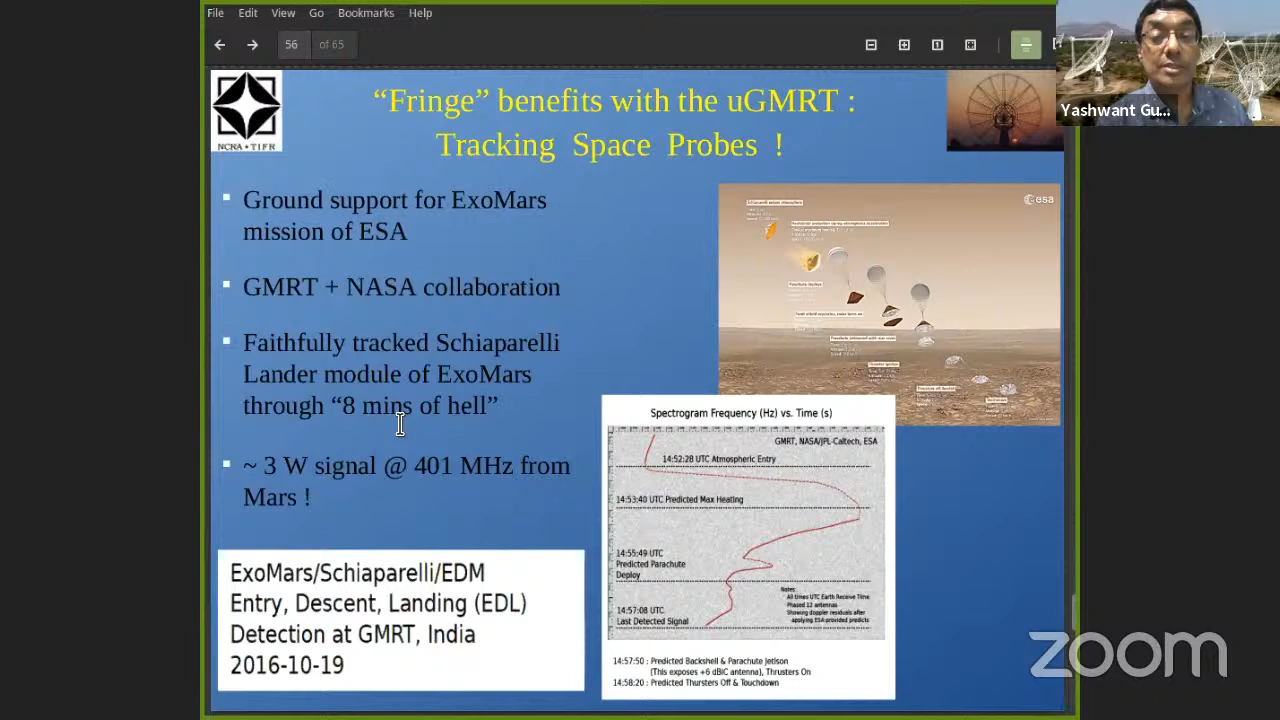 File Edit View Go Bookmarks Help
56 of 65
NCRA • TIFR
“Fringe” benefits with the uGMRT :
Tracking Space Probes !
Yashwant Gu...
▪ Ground support for ExoMars
mission of ESA
▪ GMRT + NASA collaboration
▪ Faithfully tracked Schiaparelli
Lander module of ExoMars
through “8 mins of hell”
▪ ~ 3 W signal @ 401 MHz from
Mars !
esa
ExoMars/Schiaparelli/EDM
Entry, Descent, Landing (EDL)
Detection at GMRT, India
2016-10-19
Spectrogram Frequency (Hz) vs. Time (s)
GMRT, NASA/JPL-Caltech, ESA
14:52:28 UTC Atmospheric Entry
14:53:40 UTC Predicted Max Heating
14:55:49 UTC
Predicted Parachute
Deploy
14:57:08 UTC
Last Detected Signal
Notes:
All times UTC Earth Receive Time
Phased 12 antennas
Showing doppler residuals after
applying ESA-provided predicts
14:57:50 : Predicted Backshell & Parachute Jetison
(This exposes +6 dBiC antenna), Thrusters On
14:58:20 : Predicted Thursters Off & Touchdown
zoom